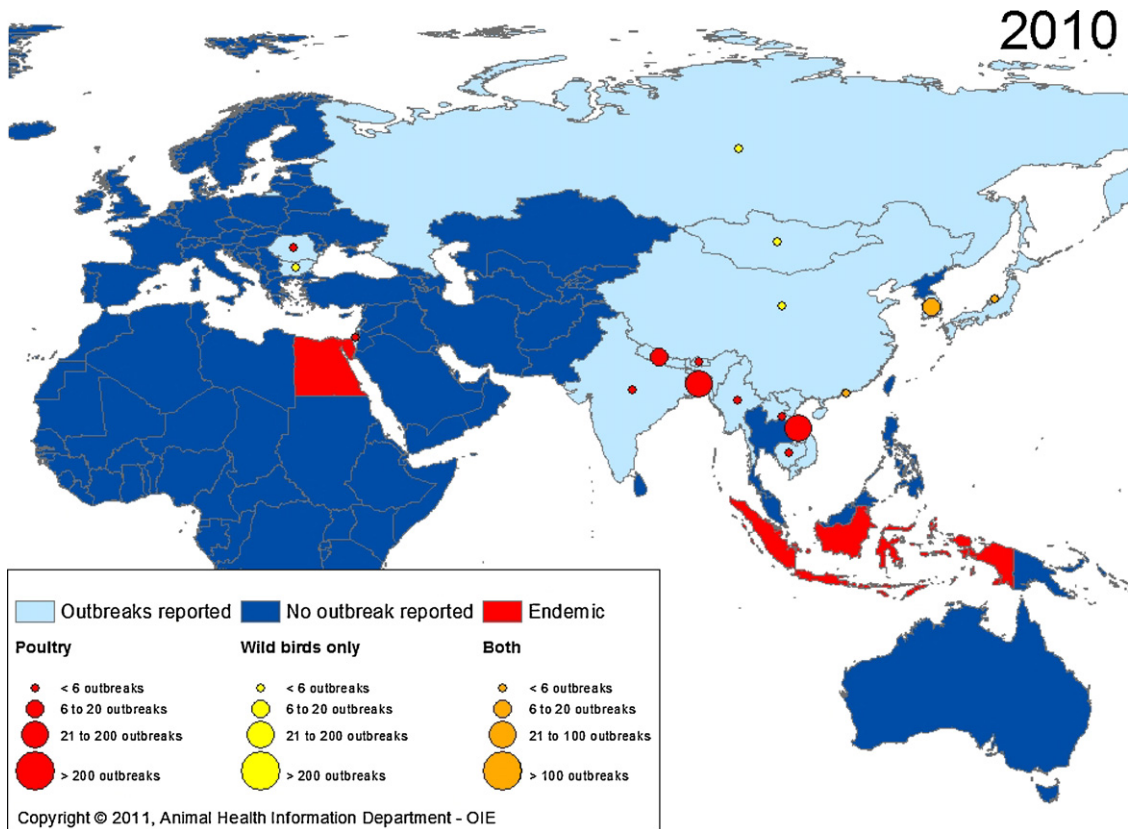 2010
Outbreaks reported No outbreak reported Endemic
Poultry Wild birds only Both
< 6 outbreaks < 6 outbreaks < 6 outbreaks
6 to 20 outbreaks 6 to 20 outbreaks 6 to 20 outbreaks
21 to 200 outbreaks 21 to 200 outbreaks 21 to 100 outbreaks
> 200 outbreaks > 200 outbreaks > 100 outbreaks
Copyright © 2011, Animal Health Information Department - OIE